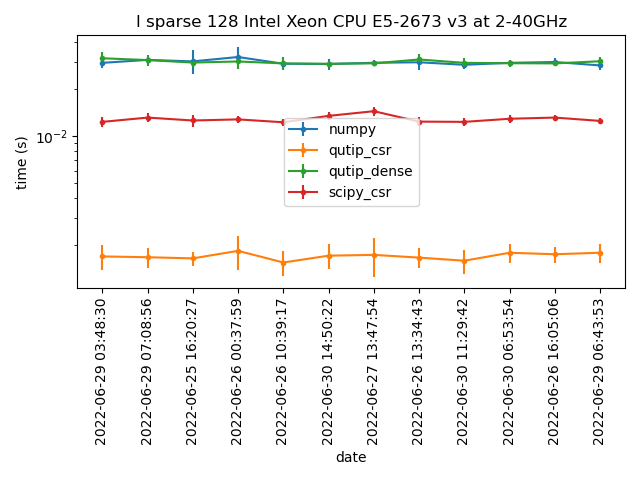 l sparse 128 Intel Xeon CPU E5-2673 v3 at 2-40GHz
time (s)
10⁻²
numpy
qutip_csr
qutip_dense
scipy_csr
2022-06-29 03:48:30
2022-06-29 07:08:56
2022-06-25 16:20:27
2022-06-26 00:37:59
2022-06-26 10:39:17
2022-06-30 14:50:22
2022-06-27 13:47:54
2022-06-26 13:34:43
2022-06-30 11:29:42
2022-06-30 06:53:54
2022-06-26 16:05:06
2022-06-29 06:43:53
date